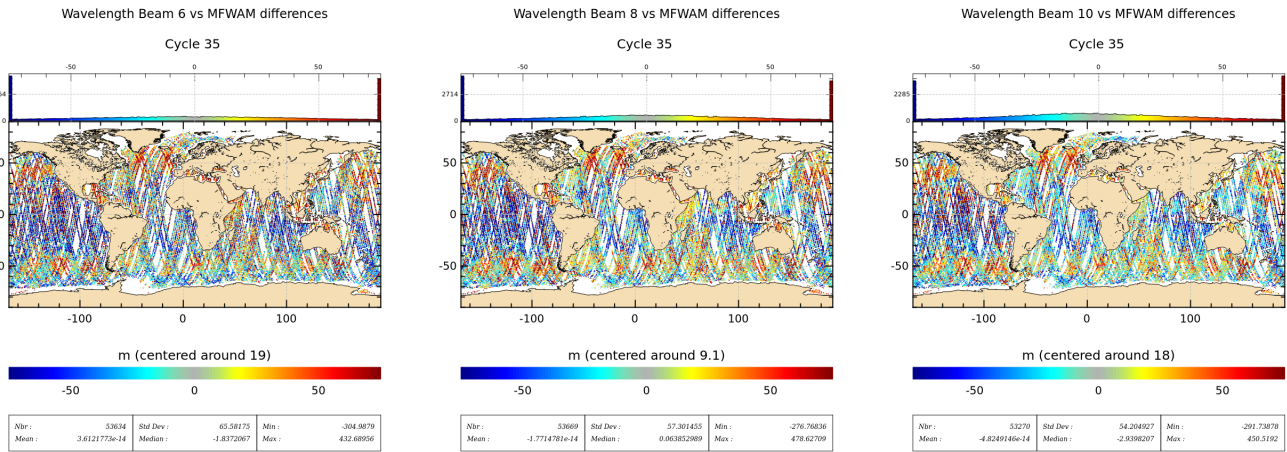 Wavelength Beam 6 vs MFWAM differences
Cycle 35
-50 0 50
0
0
-100 0 100
m (centered around 19)
-50 0 50
Nbr : 53634 Std Dev : 65.58175 -304.9879
Mean : 3.6121773e-14 Median : -1.8372067 Max : 432.68956
Wavelength Beam 8 vs MFWAM differences
Cycle 35
-50 0 50
2714
0
50
0
-50
-100 0 100
m (centered around 9.1)
-50 0 50
Nbr : 53669 Std Dev : 57.301455 Min : -276.76836
Mean : -1.7714781e-14 Median : 0.063852989 Max : 478.62709
Wavelength Beam 10 vs MFWAM differences
Cycle 35
-50 0 50
2285
0
50
0
-50
-100 0 100
m (centered around 18)
-50 0 50
Nbr : 53270 Std Dev : 54.204927 Min : -291.73878
Mean : -4.8249146e-14 Median : -2.9398207 Max : 450.5192